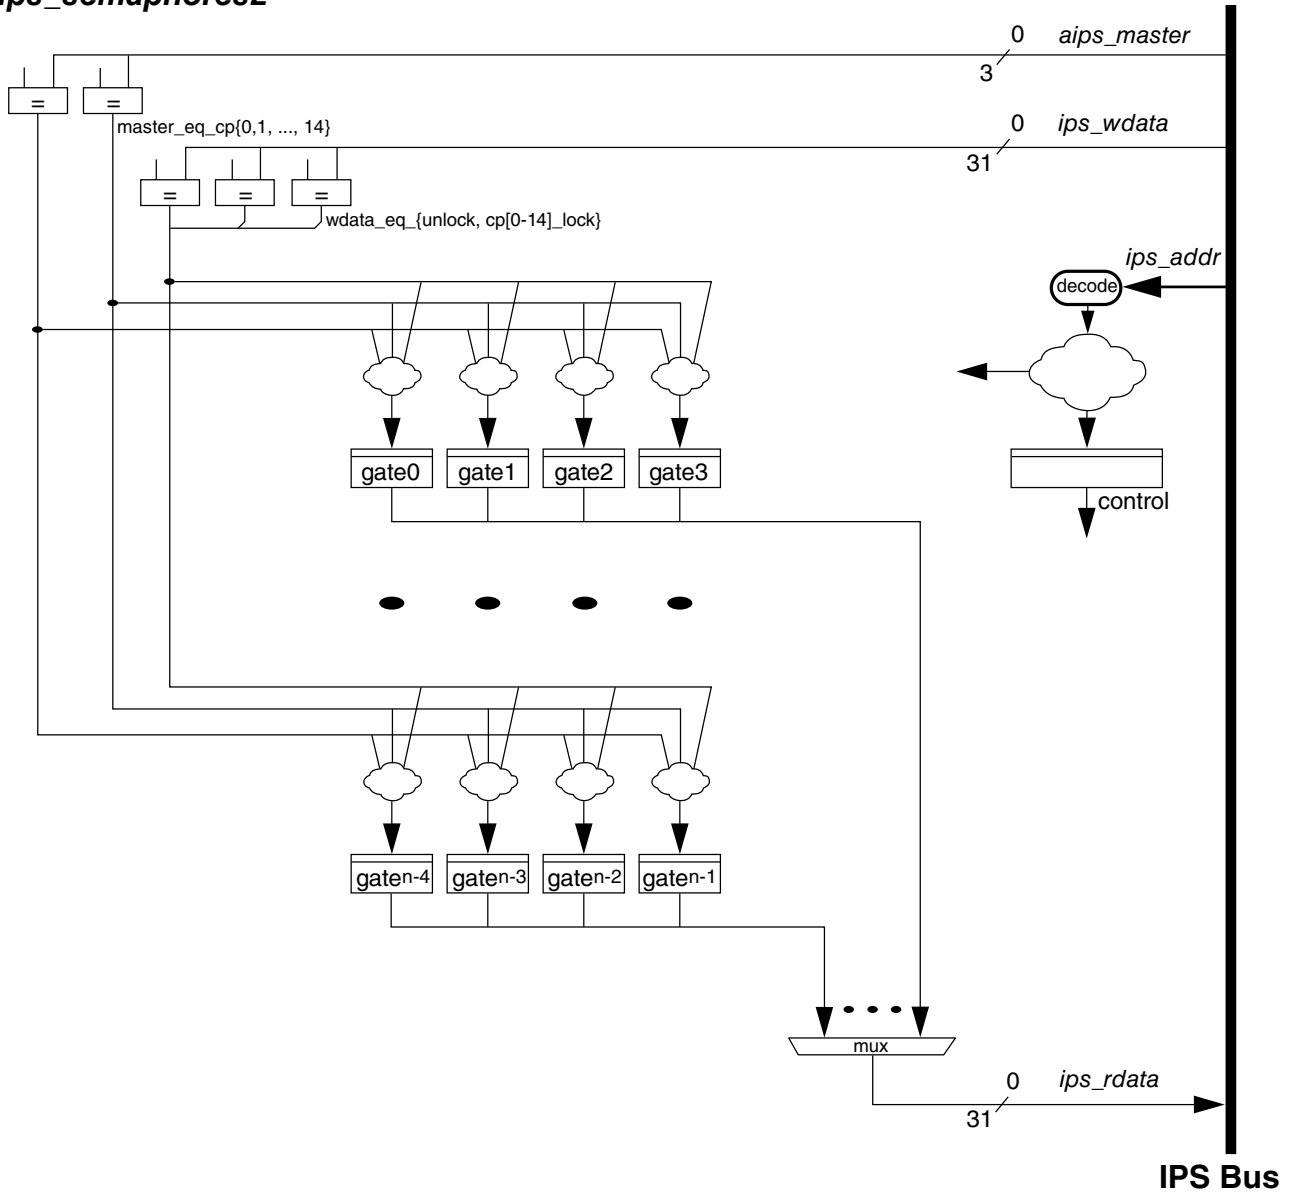 0 aips_master
3
= =
master_eq_cp{0,1, ..., 14}
0 ips_wdata
31
= = =
wdata_eq_{unlock, cp[0-14]_lock}
ips_addr
decode
gate0 gate1 gate2 gate3
control
gaten-4 gaten-3 gaten-2 gaten-1
mux
0 ips_rdata
31
IPS Bus